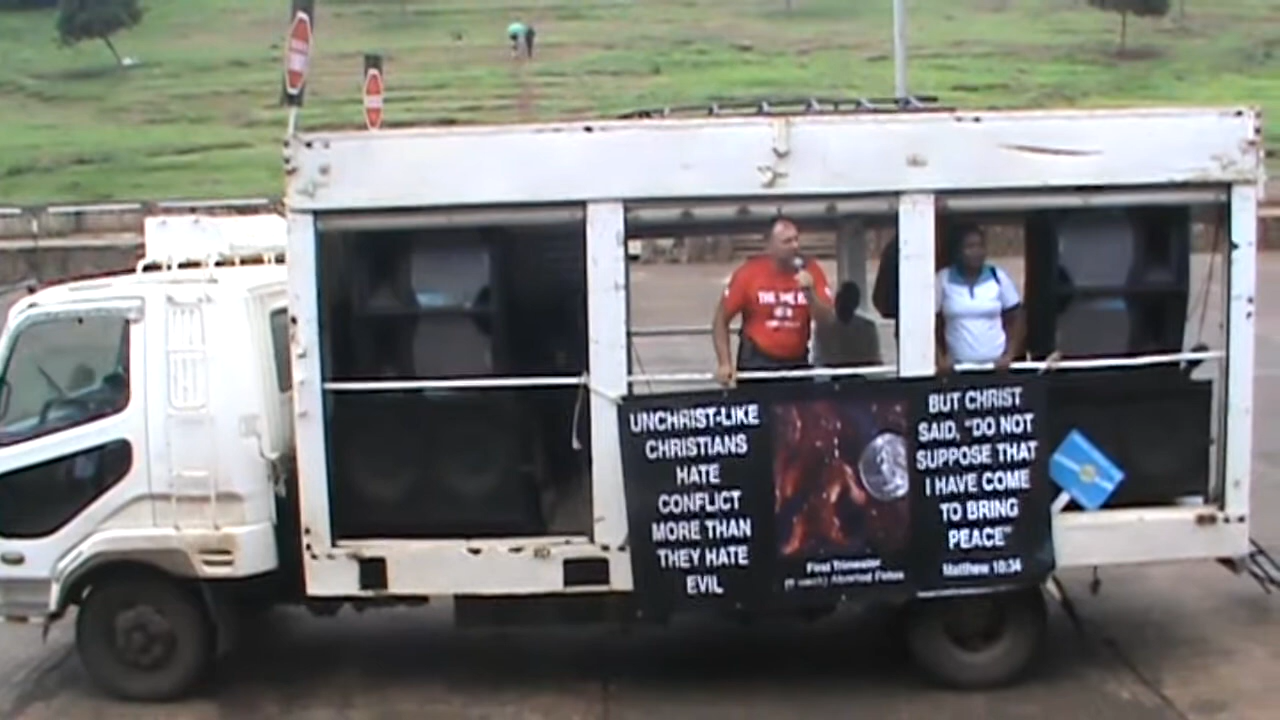 UNCHRIST-LIKE
CHRISTIANS
HATE
CONFLICT
MORE THAN
THEY HATE
EVIL
First Trimester
Aborted Fetus
BUT CHRIST
SAID, "DO NOT
SUPPOSE THAT
I HAVE COME
TO BRING
PEACE"
Matthew 10:34